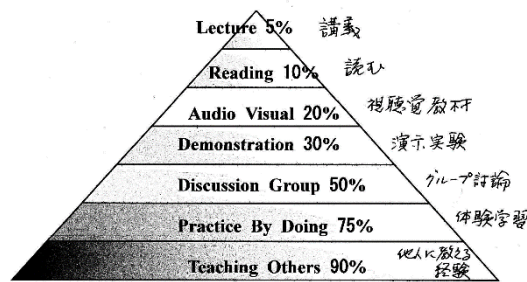 Lecture 5% 講義
Reading 10% 読む
Audio Visual 20% 視聴覚教材
Demonstration 30% 演示実験
Discussion Group 50% グループ討論
Practice By Doing 75% 体験学習
Teaching Others 90% 他人に教える
経験